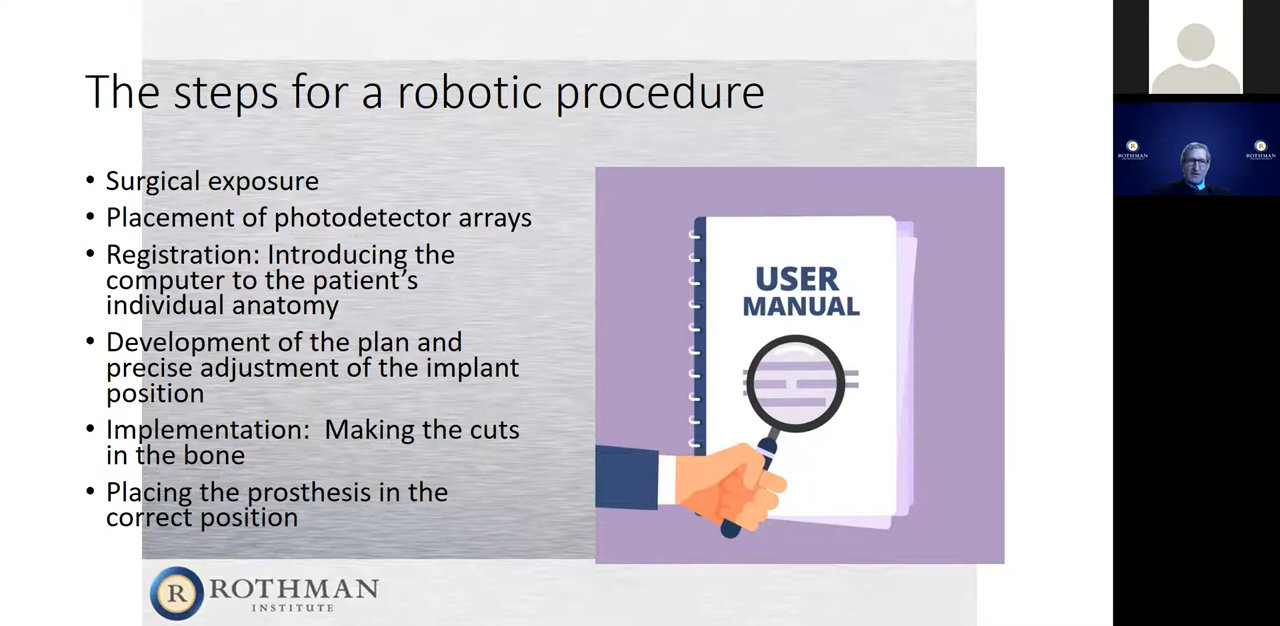 The steps for a robotic procedure
• Surgical exposure
• Placement of photodetector arrays
• Registration: Introducing the
computer to the patient’s
individual anatomy
• Development of the plan and
precise adjustment of the implant
position
• Implementation:  Making the cuts
in the bone
• Placing the prosthesis in the
correct position
USER
MANUAL
R
ROTHMAN
INSTITUTE
R
ROTHMAN
R
ROTHMAN